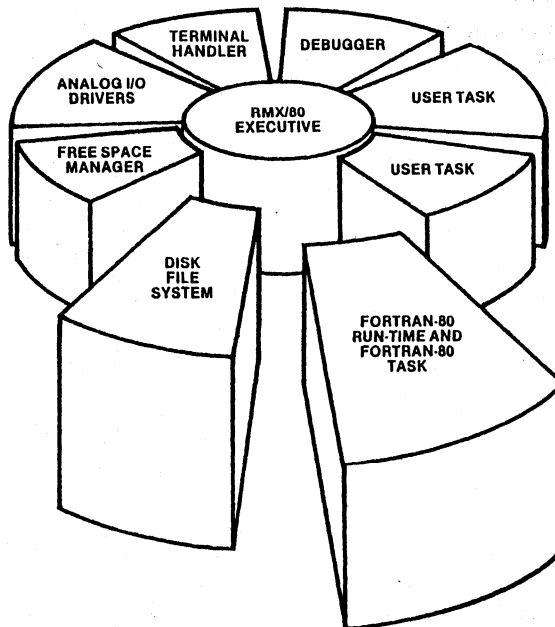 TERMINAL
HANDLER
DEBUGGER
ANALOG I/O
DRIVERS
RMX/80
EXECUTIVE
USER TASK
FREE SPACE
MANAGER
USER TASK
DISK
FILE
SYSTEM
FORTRAN-80
RUN-TIME AND
FORTRAN-80
TASK